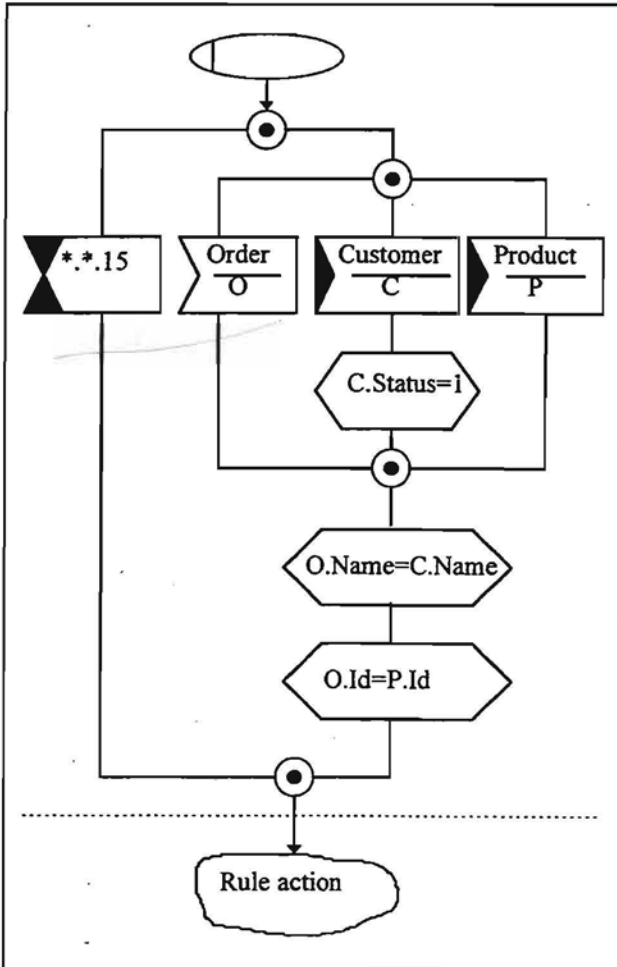 *.*.15
Order
O
Customer
C
Product
P
C.Status=i
O.Name=C.Name
O.Id=P.Id
Rule action